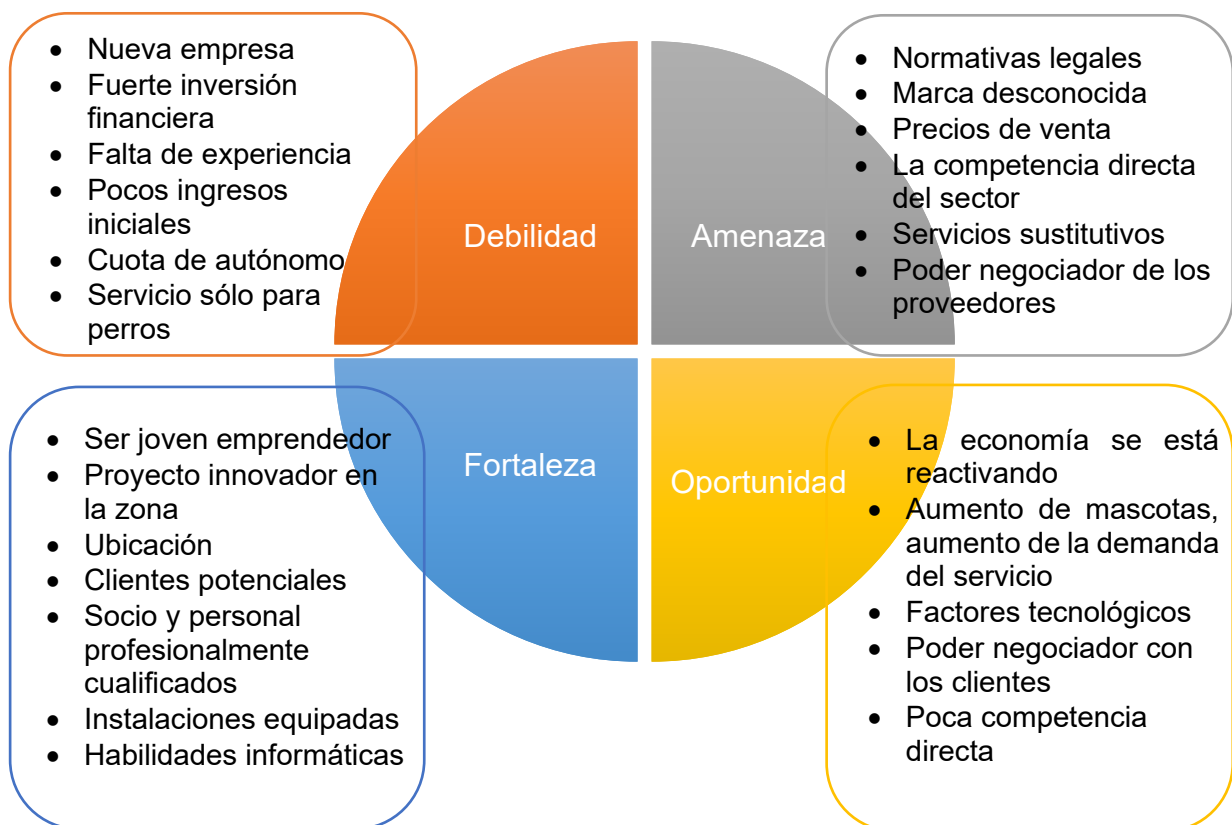 • Nueva empresa
• Fuerte inversión
financiera
• Falta de experiencia
• Pocos ingresos
iniciales
• Cuota de autónomo
• Servicio sólo para
perros
Debilidad
Amenaza
• Normativas legales
• Marca desconocida
• Precios de venta
• La competencia directa
del sector
• Servicios sustitutivos
• Poder negociador de los
proveedores
• Ser joven emprendedor
• Proyecto innovador en
la zona
• Ubicación
• Clientes potenciales
• Socio y personal
profesionalmente
cualificados
• Instalaciones equipadas
• Habilidades informáticas
Fortaleza
Oportunidad
• La economía se está
reactivando
• Aumento de mascotas,
aumento de la demanda
del servicio
• Factores tecnológicos
• Poder negociador con
los clientes
• Poca competencia
directa